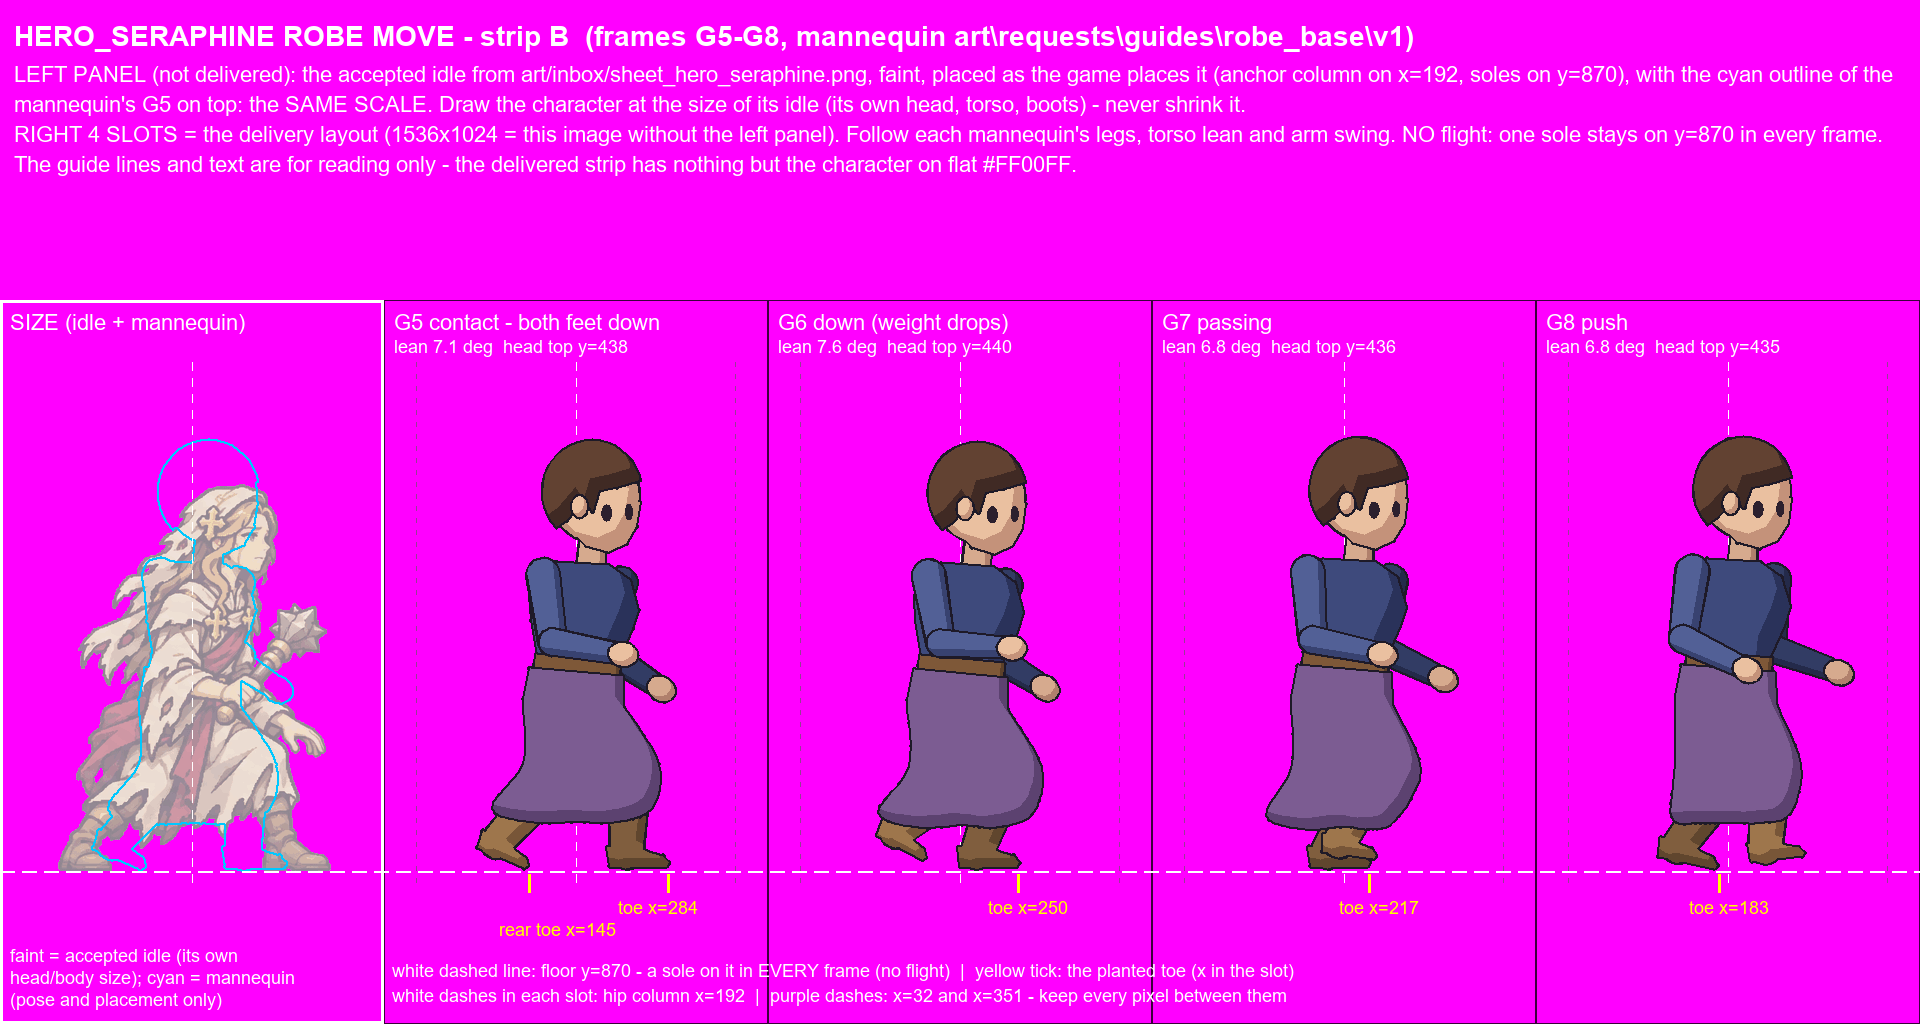 HERO_SERAPHINE ROBE MOVE - strip B  (frames G5-G8, mannequin art\requests\guides\robe_base\v1)
LEFT PANEL (not delivered): the accepted idle from art/inbox/sheet_hero_seraphine.png, faint, placed as the game places it (anchor column on x=192, soles on y=870), with the cyan outline of the
mannequin's G5 on top: the SAME SCALE. Draw the character at the size of its idle (its own head, torso, boots) - never shrink it.
RIGHT 4 SLOTS = the delivery layout (1536x1024 = this image without the left panel). Follow each mannequin's legs, torso lean and arm swing. NO flight: one sole stays on y=870 in every frame.
The guide lines and text are for reading only - the delivered strip has nothing but the character on flat #FF00FF.
SIZE (idle + mannequin)
G5 contact - both feet down
lean 7.1 deg  head top y=438
G6 down (weight drops)
lean 7.6 deg  head top y=440
G7 passing
lean 6.8 deg  head top y=436
G8 push
lean 6.8 deg  head top y=435
toe x=284
rear toe x=145
toe x=250
toe x=217
toe x=183
faint = accepted idle (its own
head/body size); cyan = mannequin
(pose and placement only)
white dashed line: floor y=870 - a sole on it in EVERY frame (no flight)  |  yellow tick: the planted toe (x in the slot)
white dashes in each slot: hip column x=192  |  purple dashes: x=32 and x=351 - keep every pixel between them